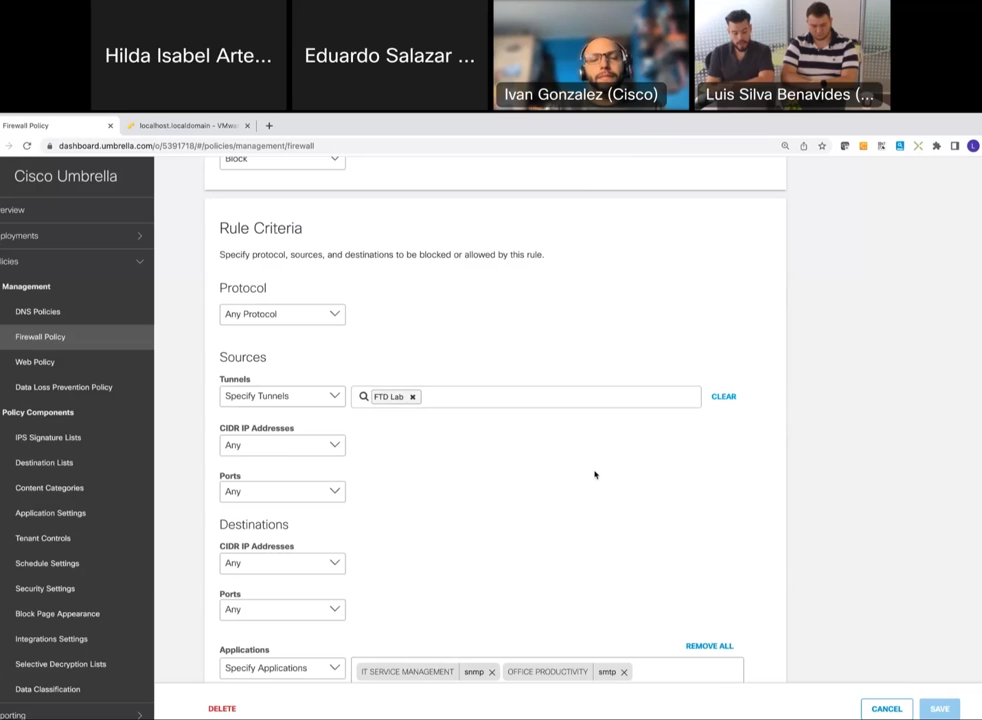 Hilda Isabel Arte...
Eduardo Salazar ...
Ivan Gonzalez (Cisco)
Luis Silva Benavides (...
Firewall Policy
localhost.localdomain - VMwa
dashboard.umbrella.com/o/5391718/#/policies/management/firewall
L
Cisco Umbrella
erview
ployments
licies
Management
DNS Policies
Firewall Policy
Web Policy
Data Loss Prevention Policy
Policy Components
IPS Signature Lists
Destination Lists
Content Categories
Application Settings
Tenant Controls
Schedule Settings
Security Settings
Block Page Appearance
Integrations Settings
Selective Decryption Lists
Data Classification
porting
Block
Rule Criteria
Specify protocol, sources, and destinations to be blocked or allowed by this rule.
Protocol
Any Protocol
Sources
Tunnels
Specify Tunnels
FTD Lab
CLEAR
CIDR IP Addresses
Any
Ports
Any
Destinations
CIDR IP Addresses
Any
Ports
Any
Applications
REMOVE ALL
Specify Applications
IT SERVICE MANAGEMENT snmp OFFICE PRODUCTIVITY smtp
DELETE
CANCEL
SAVE